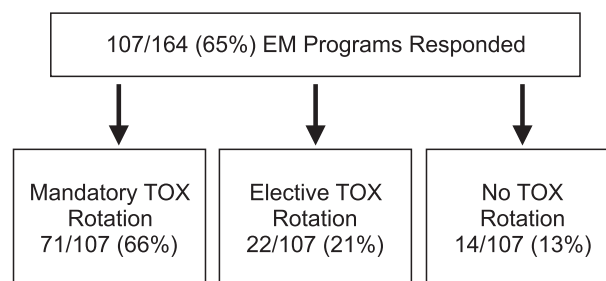 107/164 (65%) EM Programs Responded
Mandatory TOX
Rotation
71/107 (66%)
Elective TOX
Rotation
22/107 (21%)
No TOX
Rotation
14/107 (13%)